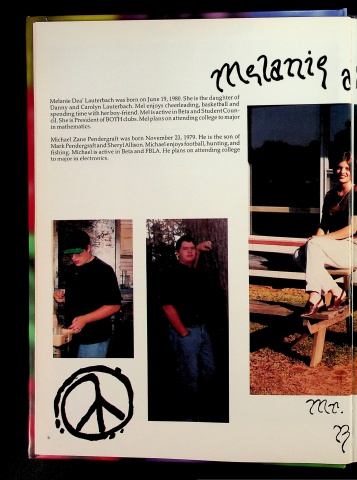 Melanie a
Melanie Dea' Lauterbach was born on June 19, 1980. She is the daughter of
Danny and Carolyn Lauterbach. Mel enjoys cheerleading, basketball and
spending time with her boy-friend. Mel is active in Beta and Student Coun-
cil. She is President of BOTH clubs. Mel plans on attending college to major
in mathematics.
Michael Zane Pendergraft was born November 23, 1979. He is the son of
Mark Pendergraft and Sheryl Allison. Michael enjoys football, hunting, and
fishing. Michael is active in Beta and FBLA. He plans on attending college
to major in electronics.
Mr.